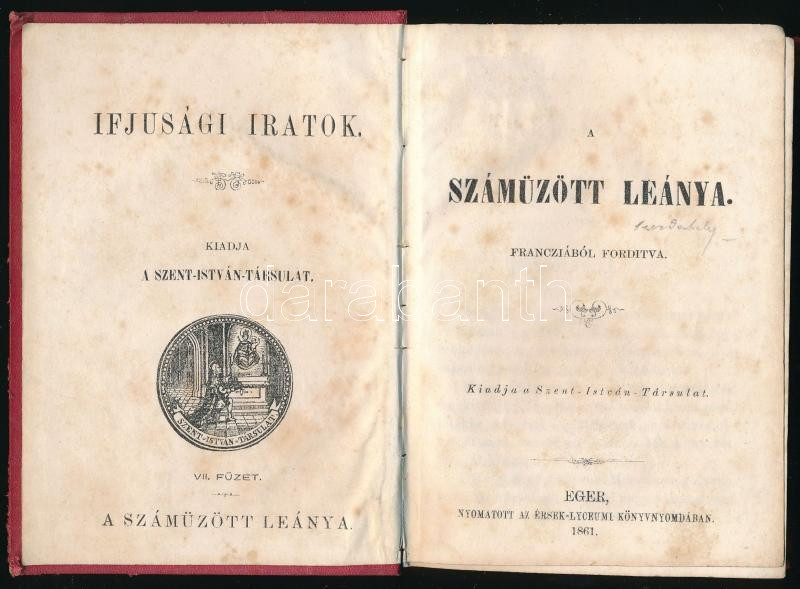 IFJUSÁGI IRATOK.
KIADJA
A SZENT-ISTVÁN-TÁRSULAT.
SZENT-ISTVÁN-TÁRSULAT
VII. FÜZET.
A SZÁMÜZÖTT LEÁNYA.
A
SZÁMÜZÖTT LEÁNYA.
FRANCZIÁBÓL FORDITVA.
Kiadja a Szent-István-Társulat.
EGER,
NYOMATOTT AZ ÉRSEK-LYCEUMI KÖNYVNYOMDÁBAN.
1861.
darabanth